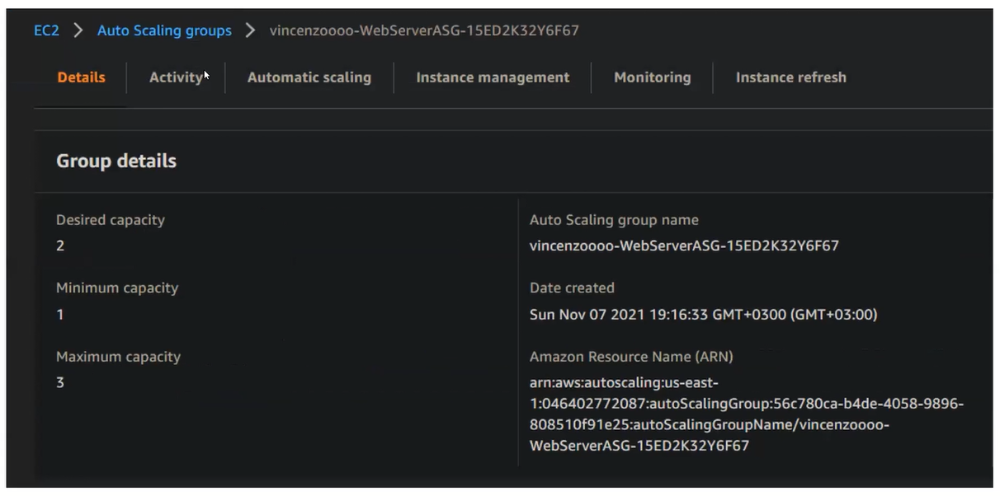 EC2 > Auto Scaling groups > vincenzoooo-WebServerASG-15ED2K32Y6F67
Details Activity Automatic scaling Instance management Monitoring Instance refresh
Group details
Desired capacity
2
Minimum capacity
1
Maximum capacity
3
Auto Scaling group name
vincenzoooo-WebServerASG-15ED2K32Y6F67
Date created
Sun Nov 07 2021 19:16:33 GMT+0300 (GMT+03:00)
Amazon Resource Name (ARN)
arn:aws:autoscaling:us-east-
1:046402772087:autoScalingGroup:56c780ca-b4de-4058-9896-
808510f91e25:autoScalingGroupName/vincenzoooo-
WebServerASG-15ED2K32Y6F67